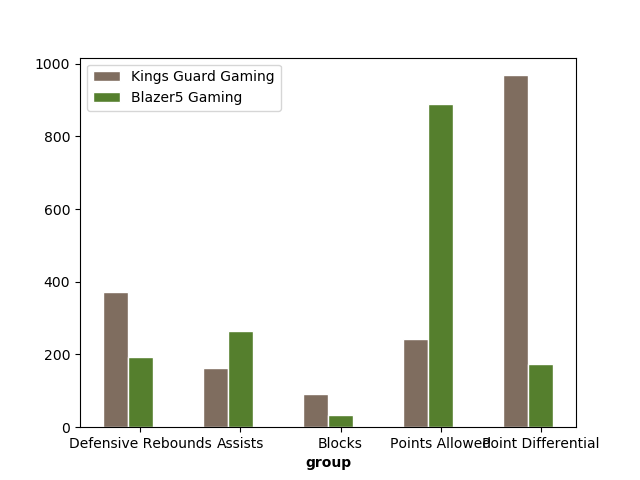 1000
800
600
400
200
0
Kings Guard Gaming
Blazer5 Gaming
Defensive Rebounds
Assists
Blocks
Points Allowed
Point Differential
group